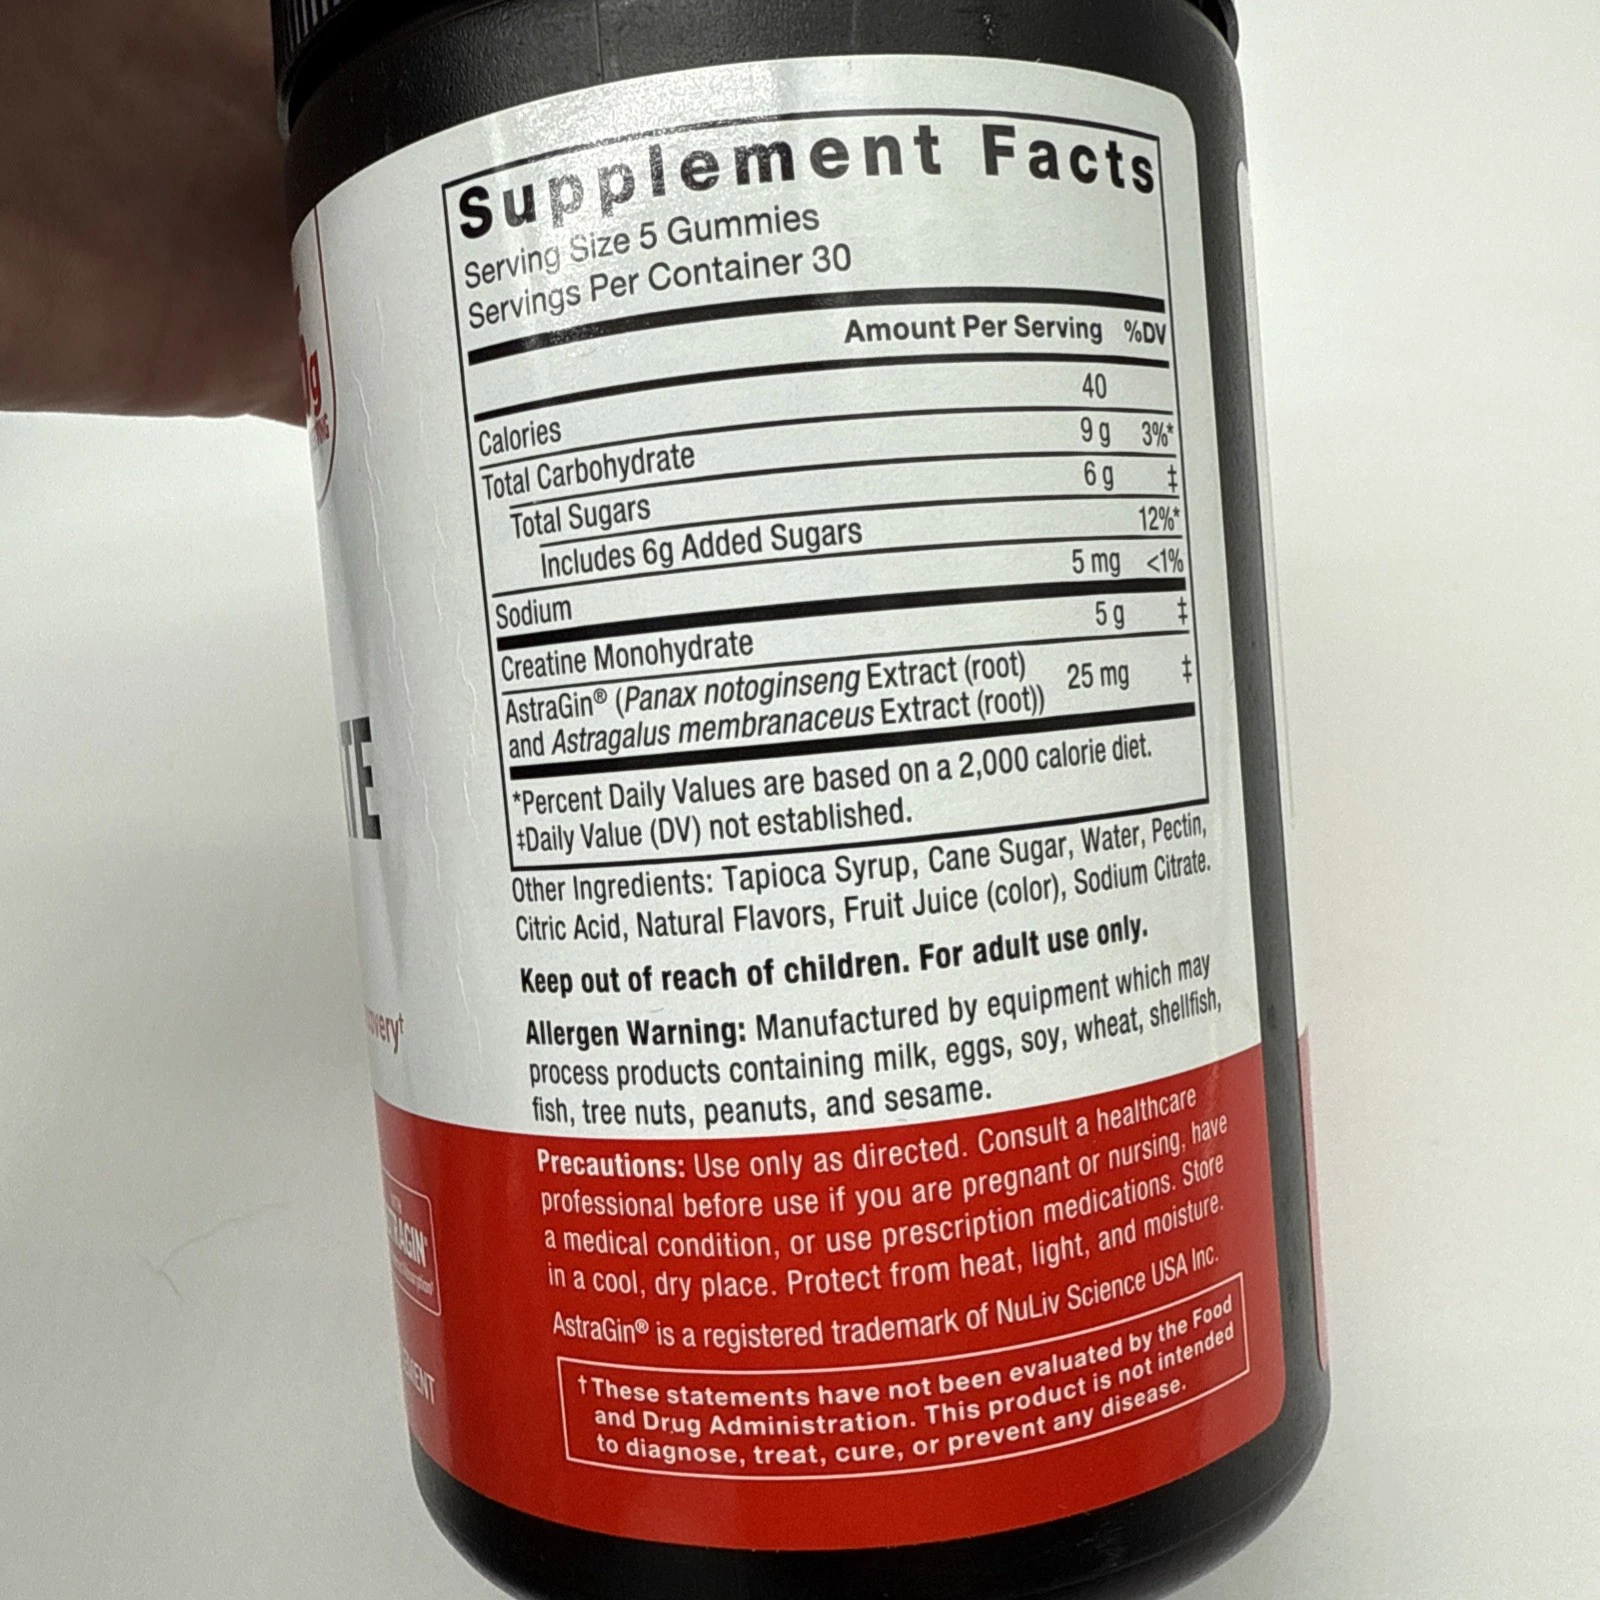 Supplement Facts
Serving Size 5 Gummies
Servings Per Container 30
Amount Per Serving %DV
Calories 40
Total Carbohydrate 9 g 3%*
Total Sugars 6 g ‡
Includes 6g Added Sugars 12%*
Sodium 5 mg <1%
Creatine Monohydrate 5 g ‡
AstraGin® (Panax notoginseng Extract (root)
and Astragalus membranaceus Extract (root)) 25 mg ‡
*Percent Daily Values are based on a 2,000 calorie diet.
‡Daily Value (DV) not established.
Other Ingredients: Tapioca Syrup, Cane Sugar, Water, Pectin,
Citric Acid, Natural Flavors, Fruit Juice (color), Sodium Citrate.
Keep out of reach of children. For adult use only.
Allergen Warning: Manufactured by equipment which may
process products containing milk, eggs, soy, wheat, shellfish,
fish, tree nuts, peanuts, and sesame.
Precautions: Use only as directed. Consult a healthcare
professional before use if you are pregnant or nursing, have
a medical condition, or use prescription medications. Store
in a cool, dry place. Protect from heat, light, and moisture.
AstraGin® is a registered trademark of NuLiv Science USA Inc.
†These statements have not been evaluated by the Food
and Drug Administration. This product is not intended
to diagnose, treat, cure, or prevent any disease.